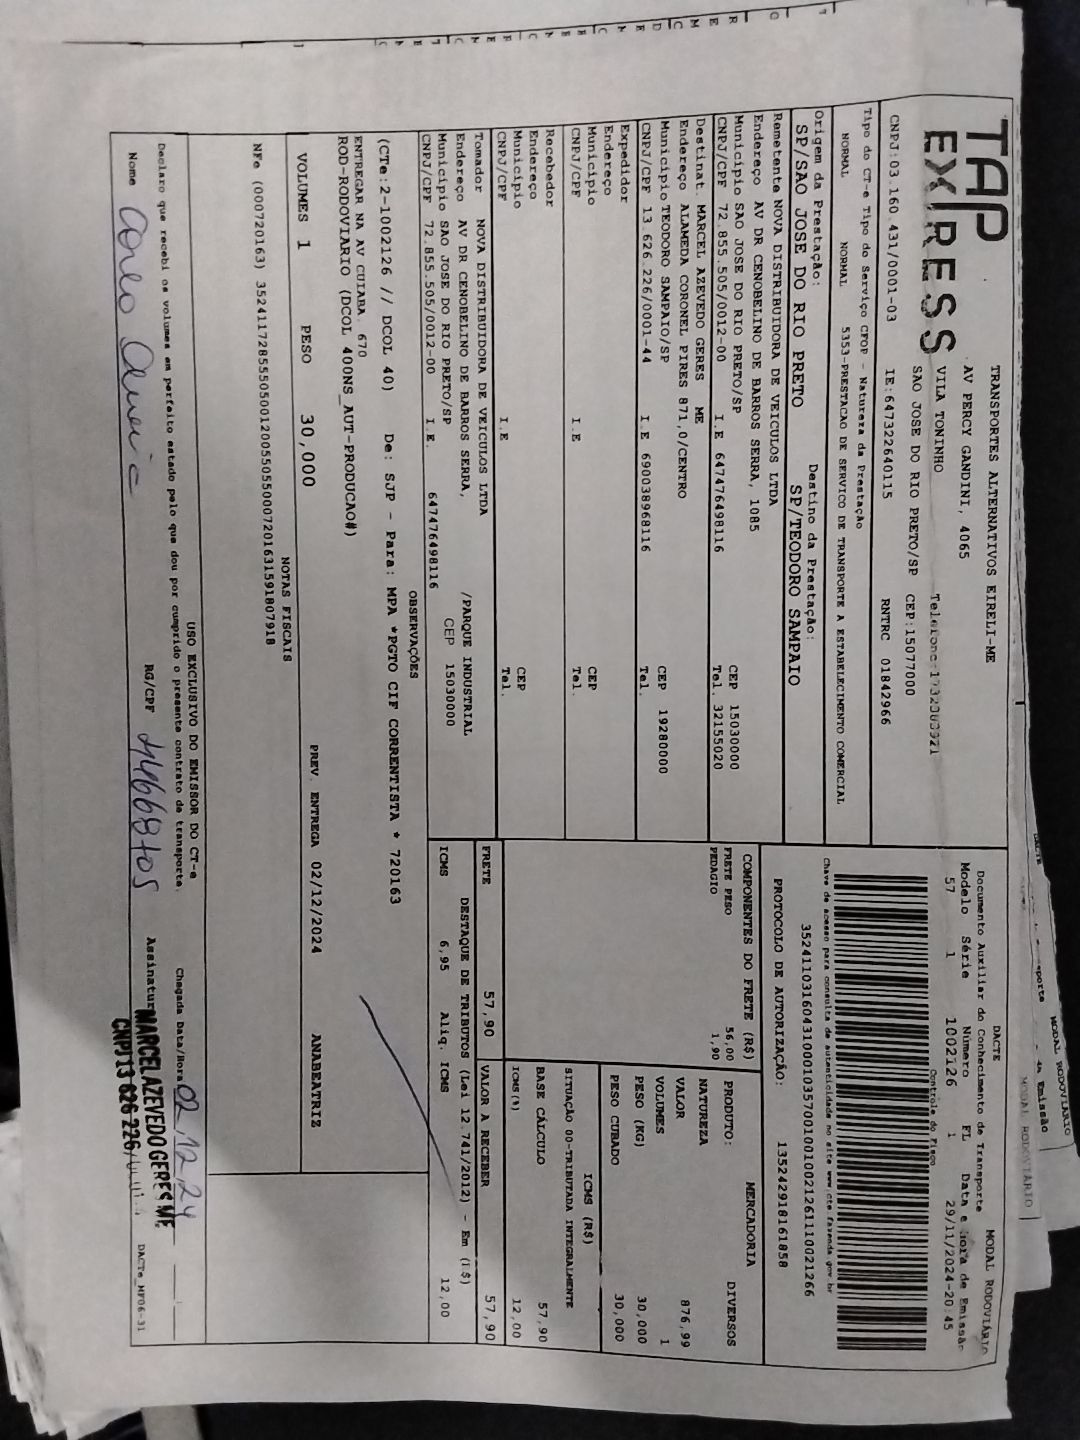 TAP EXPRESS
TRANSPORTES ALTERNATIVOS EIRELI-ME
AV PERCY GANDINI, 4065
VILA TONINHO
SAO JOSE DO RIO PRETO/SP CEP:15077000
CNPJ:03.160.431/0001-03 IE:647322640115 RNTRC 01842966
DACTE MODAL RODOVIÁRIO
Documento Auxiliar do Conhecimento de Transporte
Modelo Série Número FL Data e Hora de Emissão
57 1 1002126 1 29/11/2024-20:45
Controle do Fisco
Chave de acesso para consulta de autenticidade no site www.cte.fazenda.gov.br
PROTOCOLO DE AUTORIZAÇÃO: 135242918161858
Tipo do CT-e Tipo do Serviço CFOP - Natureza da Prestação
NORMAL NORMAL 5353-PRESTACAO DE SERVICO DE TRANSPORTE A ESTABELECIMENTO COMERCIAL
Origem da Prestação: Destino da Prestação:
SP/SAO JOSE DO RIO PRETO SP/TEODORO SAMPAIO
Remetente NOVA DISTRIBUIDORA DE VEICULOS LTDA
Endereço AV DR CENOBELINO DE BARROS SERRA, 1085
Município SAO JOSE DO RIO PRETO/SP CEP 15030000
CNPJ/CPF 72.855.505/0012-00 I.E 647476498116 Tel. 32155020
Destinat. MARCEL AZEVEDO GERES ME
Endereço ALAMEDA CORONEL PIRES 871,0/CENTRO
Município TEODORO SAMPAIO/SP CEP 19280000
CNPJ/CPF 13.626.226/0001-44 I.E 690038968116 Tel.
Expedidor
Endereço
Município CEP
CNPJ/CPF I.E Tel.
Recebedor
Endereço
Município CEP
CNPJ/CPF I.E Tel.
Tomador NOVA DISTRIBUIDORA DE VEICULOS LTDA
Endereço AV DR CENOBELINO DE BARROS SERRA, /PARQUE INDUSTRIAL
Município SAO JOSE DO RIO PRETO/SP CEP 15030000
CNPJ/CPF 72.855.505/0012-00 I.E. 647476498116
COMPONENTES DO FRETE (R$)
FRETE PESO 56,00
PEDAGIO 1,90
MERCADORIA
PRODUTO: DIVERSOS
NATUREZA
VALOR 876,99
VOLUMES 1
PESO (KG) 30,000
PESO CUBADO 30,000
ICMS (R$)
SITUAÇÃO 00-TRIBUTADA INTEGRALMENTE
BASE CÁLCULO 57,90
ICMS(%) 12,00
FRETE 57,90 VALOR A RECEBER 57,90
DESTAQUE DE TRIBUTOS (Lei 12.741/2012) - Em (R$)
ICMS 6,95 Aliq. ICMS 12,00
OBSERVAÇÕES
(CTe:2-1002126 // DCOL 40) De: SJP - Para: MPA *PGTO CIF CORRENTISTA * 720163
ENTREGAR NA AV CUIABA, 670
ROD-RODOVIARIO (DCOL 400NS_AUT-PRODUCAO#)
VOLUMES 1 PESO 30,000 PREV. ENTREGA 02/12/2024 ANABEATRIZ
NOTAS FISCAIS
USO EXCLUSIVO DO EMISSOR DO CT-e
Declaro que recebi os volumes em perfeito estado pelo que dou por cumprido o presente contrato de transporte. Chegada Data/Hora 02.12.24
Nome RG/CPF Assinatura
MARCEL AZEVEDO GERES ME
CNPJ 13 626 226
DACTe_MF06-31